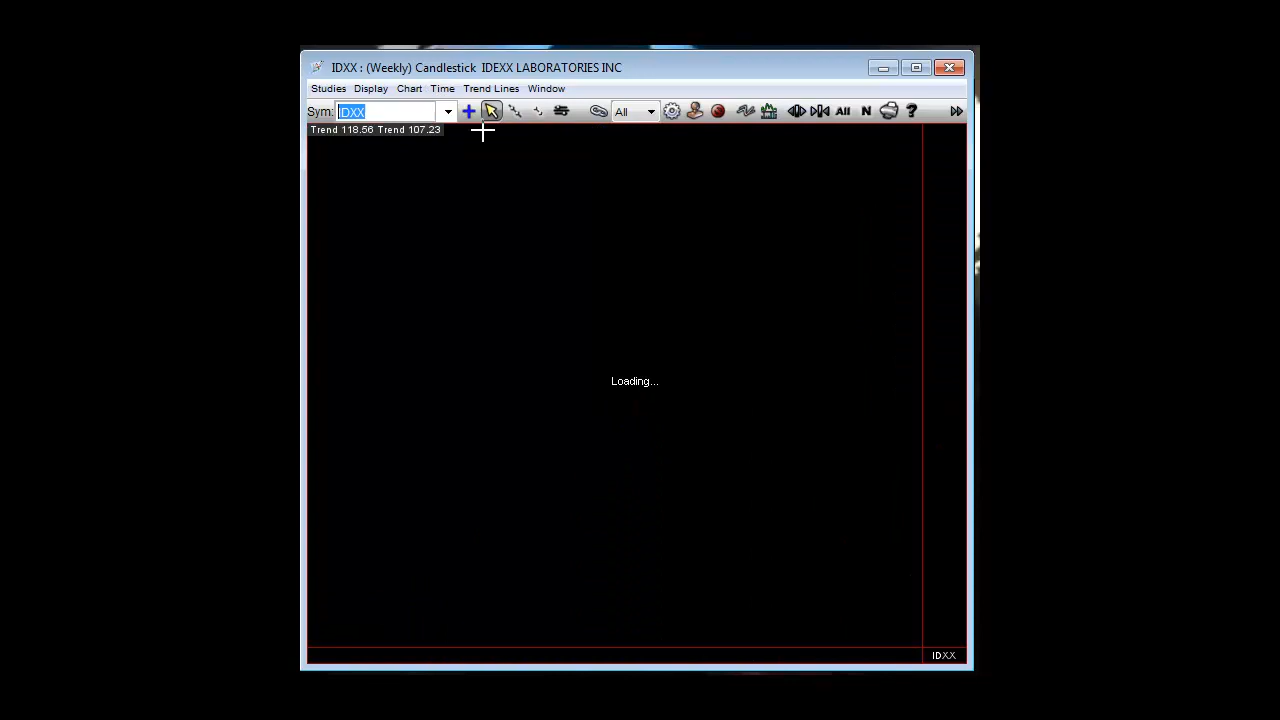 IDXX : (Weekly) Candlestick  IDEXX LABORATORIES INC
Studies Display Chart Time Trend Lines Window
Sym: IDXX All All N ?
Trend 118.56 Trend 107.23
Loading...
IDXX